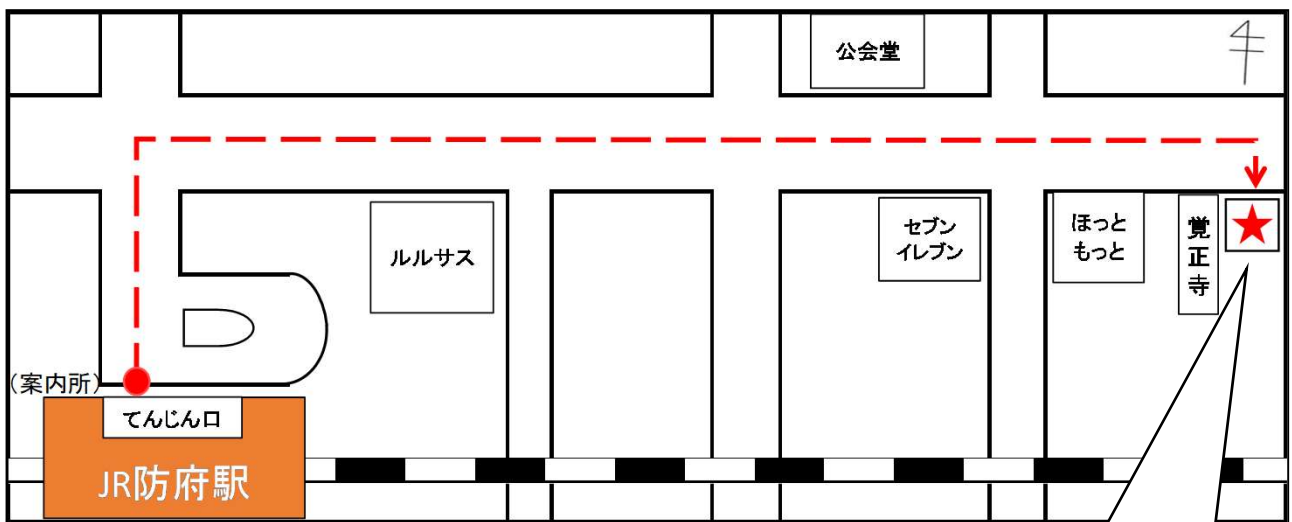 公会堂
ルルサス
セブン
イレブン
ほっと
もっと
覚正寺
(案内所)
てんじん口
JR防府駅